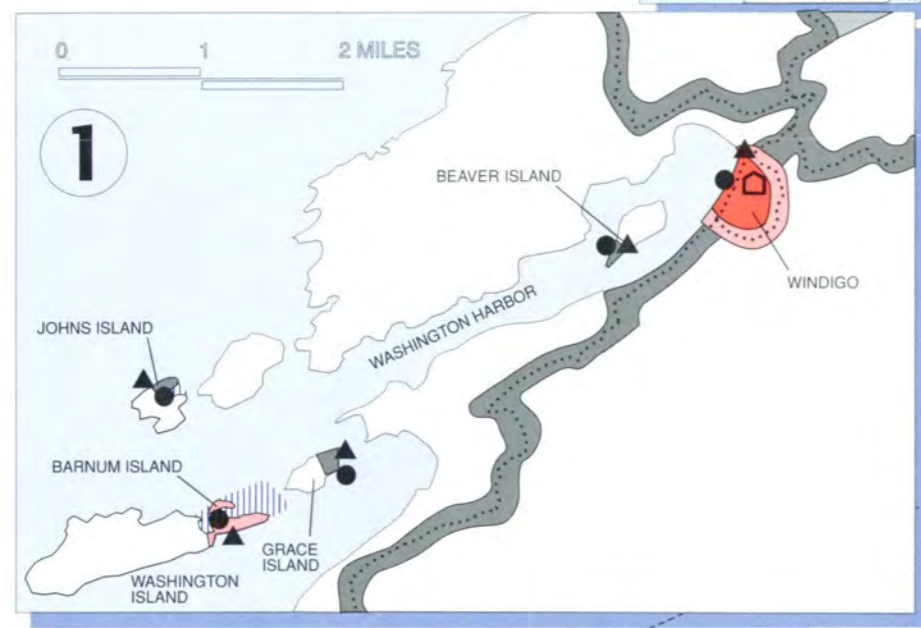 0 1 2 MILES
1
BEAVER ISLAND
WINDIGO
WASHINGTON HARBOR
JOHNS ISLAND
BARNUM ISLAND
GRACE
ISLAND
WASHINGTON
ISLAND